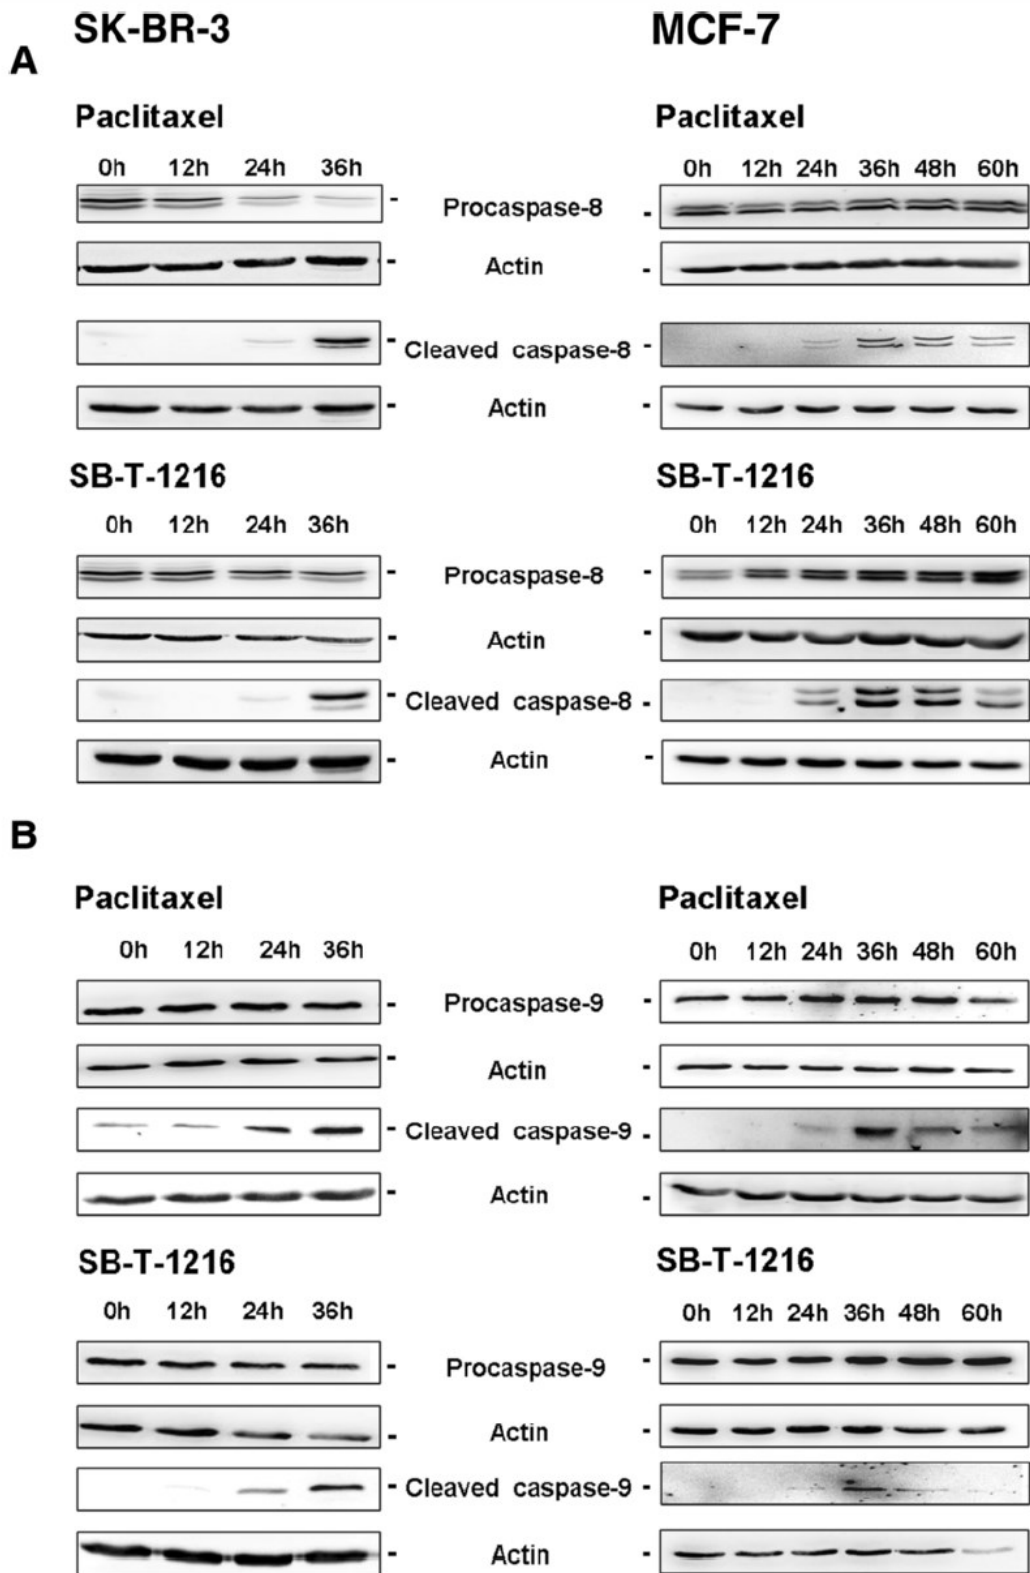 SK-BR-3 MCF-7
A
Paclitaxel Paclitaxel
0h 12h 24h 36h 0h 12h 24h 36h 48h 60h
- Procaspase-8 -
- Actin -
- Cleaved caspase-8 -
- Actin -
SB-T-1216 SB-T-1216
0h 12h 24h 36h 0h 12h 24h 36h 48h 60h
- Procaspase-8 -
- Actin -
- Cleaved caspase-8 -
- Actin -
B
Paclitaxel Paclitaxel
0h 12h 24h 36h 0h 12h 24h 36h 48h 60h
- Procaspase-9 -
- Actin -
- Cleaved caspase-9 -
- Actin -
SB-T-1216 SB-T-1216
0h 12h 24h 36h 0h 12h 24h 36h 48h 60h
- Procaspase-9 -
- Actin -
- Cleaved caspase-9 -
- Actin -